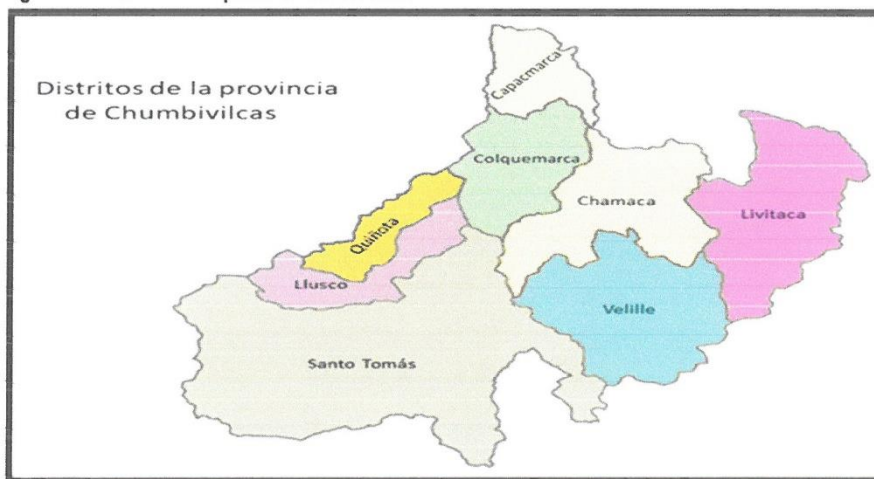 Distritos de la provincia
de Chumbivilcas
Capacmarca
Colquemarca
Chamaca
Livitaca
Quiñota
Llusco
Velille
Santo Tomás